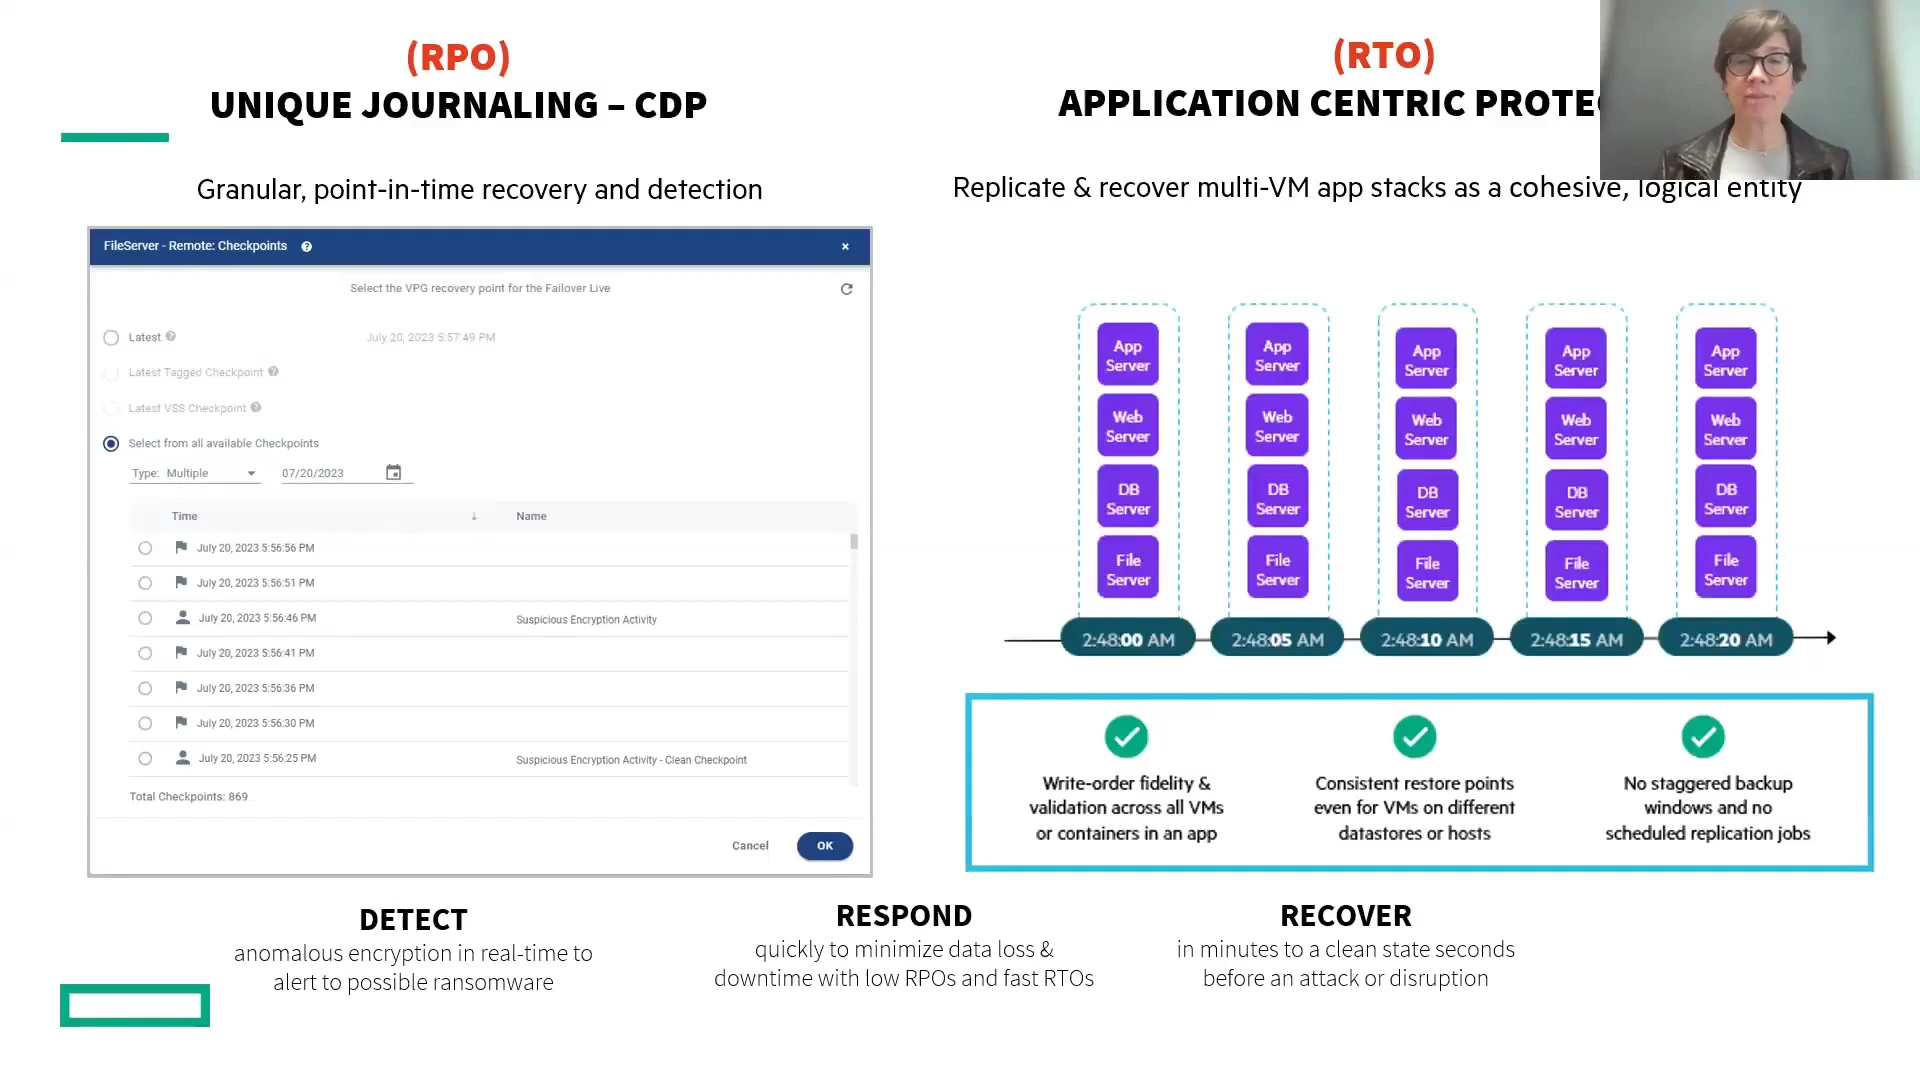 (RPO)
UNIQUE JOURNALING – CDP
Granular, point-in-time recovery and detection
FileServer - Remote: Checkpoints ?
×
Select the VPG recovery point for the Failover Live
Latest ? July 20, 2023 5:57:49 PM
Latest Tagged Checkpoint ?
Latest VSS Checkpoint ?
Select from all available Checkpoints
Type: Multiple 07/20/2023
Time ↓ Name
July 20, 2023 5:56:56 PM
July 20, 2023 5:56:51 PM
July 20, 2023 5:56:46 PM Suspicious Encryption Activity
July 20, 2023 5:56:41 PM
July 20, 2023 5:56:36 PM
July 20, 2023 5:56:30 PM
July 20, 2023 5:56:25 PM Suspicious Encryption Activity - Clean Checkpoint
Total Checkpoints: 869
Cancel OK
(RTO)
APPLICATION CENTRIC
Replicate & recover multi-VM app stacks as a cohesive, logical entity
App
Server
Web
Server
DB
Server
File
Server
2:48:00 AM
App
Server
Web
Server
DB
Server
File
Server
2:48:05 AM
App
Server
Web
Server
DB
Server
File
Server
2:48:10 AM
App
Server
Web
Server
DB
Server
File
Server
2:48:15 AM
App
Server
Web
Server
DB
Server
File
Server
2:48:20 AM
Write-order fidelity &
validation across all VMs
or containers in an app
Consistent restore points
even for VMs on different
datastores or hosts
No staggered backup
windows and no
scheduled replication jobs
DETECT
anomalous encryption in real-time to
alert to possible ransomware
RESPOND
quickly to minimize data loss &
downtime with low RPOs and fast RTOs
RECOVER
in minutes to a clean state seconds
before an attack or disruption